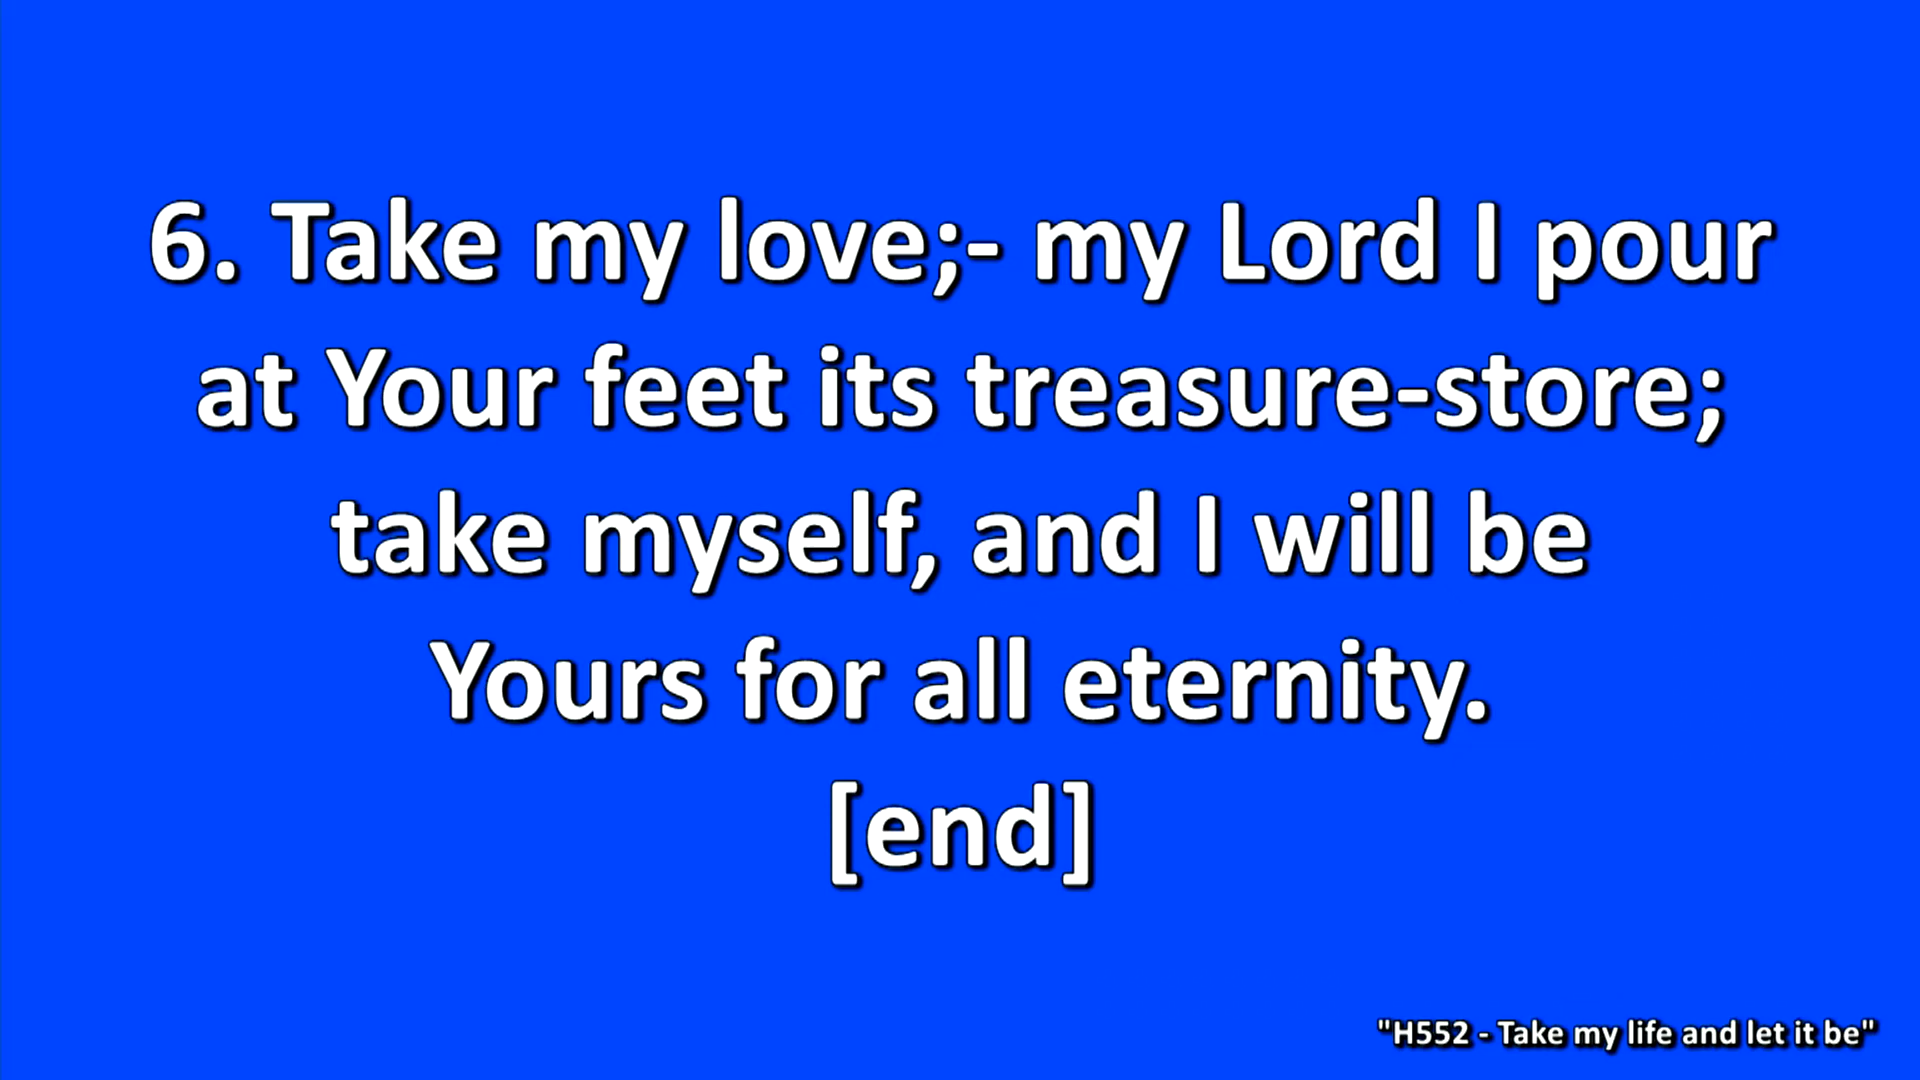 6. Take my love;- my Lord I pour
at Your feet its treasure-store;
take myself, and I will be
Yours for all eternity.
[end]
"H552 - Take my life and let it be"